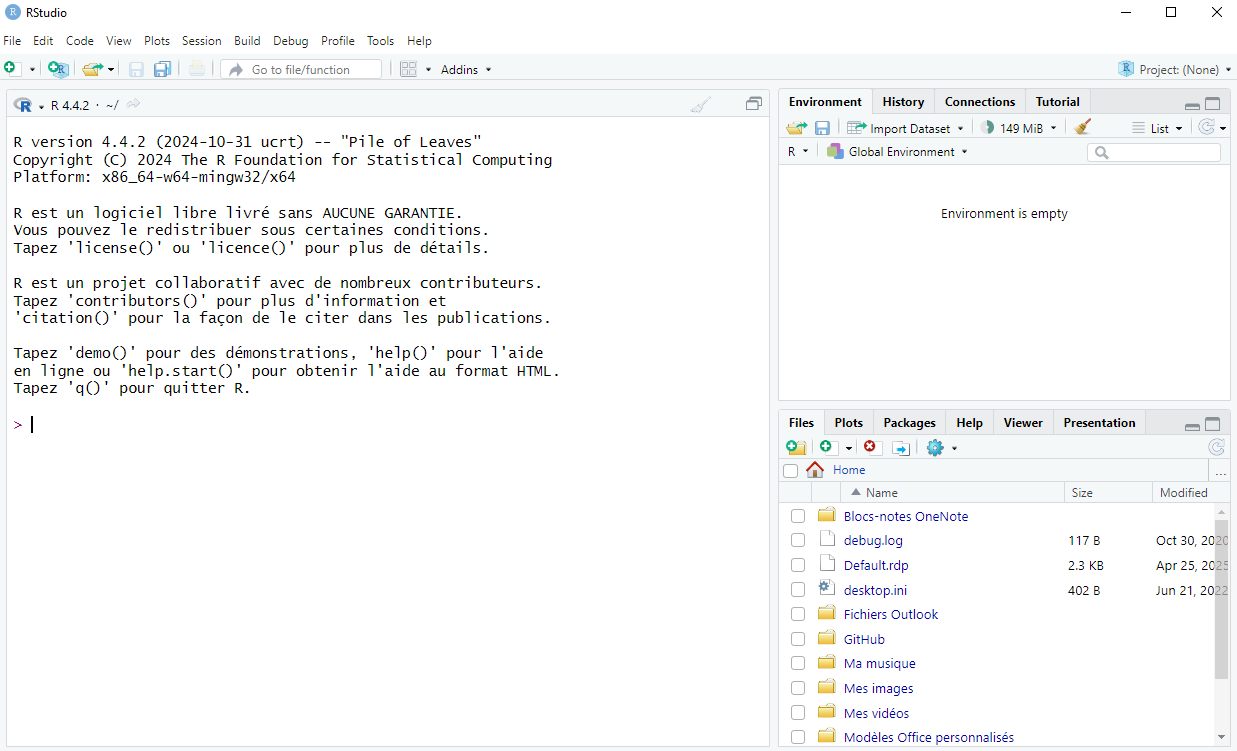 RStudio
File Edit Code View Plots Session Build Debug Profile Tools Help
Go to file/function Addins Project: (None)
R 4.4.2 · ~/
R version 4.4.2 (2024-10-31 ucrt) -- "Pile of Leaves"
Copyright (C) 2024 The R Foundation for Statistical Computing
Platform: x86_64-w64-mingw32/x64
R est un logiciel libre livré sans AUCUNE GARANTIE.
Vous pouvez le redistribuer sous certaines conditions.
Tapez 'license()' ou 'licence()' pour plus de détails.
R est un projet collaboratif avec de nombreux contributeurs.
Tapez 'contributors()' pour plus d'information et
'citation()' pour la façon de le citer dans les publications.
Tapez 'demo()' pour des démonstrations, 'help()' pour l'aide
en ligne ou 'help.start()' pour obtenir l'aide au format HTML.
Tapez 'q()' pour quitter R.
>
Environment History Connections Tutorial
Import Dataset 149 MiB List
R Global Environment
Environment is empty
Files Plots Packages Help Viewer Presentation
Home ...
Name Size Modified
Blocs-notes OneNote
debug.log 117 B Oct 30, 2020
Default.rdp 2.3 KB Apr 25, 2025
desktop.ini 402 B Jun 21, 2022
Fichiers Outlook
GitHub
Ma musique
Mes images
Mes vidéos
Modèles Office personnalisés